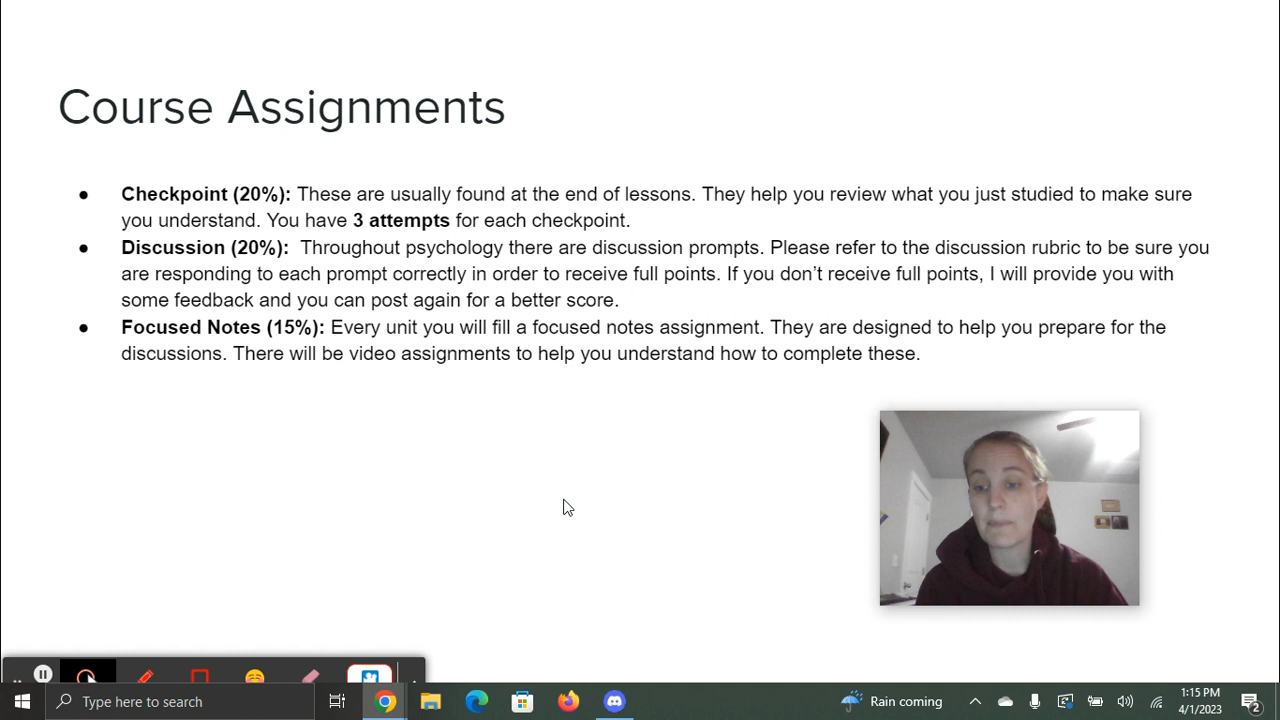 Course Assignments
● Checkpoint (20%): These are usually found at the end of lessons. They help you review what you just studied to make sure
you understand. You have 3 attempts for each checkpoint.
● Discussion (20%):  Throughout psychology there are discussion prompts. Please refer to the discussion rubric to be sure you
are responding to each prompt correctly in order to receive full points. If you don’t receive full points, I will provide you with
some feedback and you can post again for a better score.
● Focused Notes (15%): Every unit you will fill a focused notes assignment. They are designed to help you prepare for the
discussions. There will be video assignments to help you understand how to complete these.
Type here to search
Rain coming
1:15 PM
4/1/2023
2